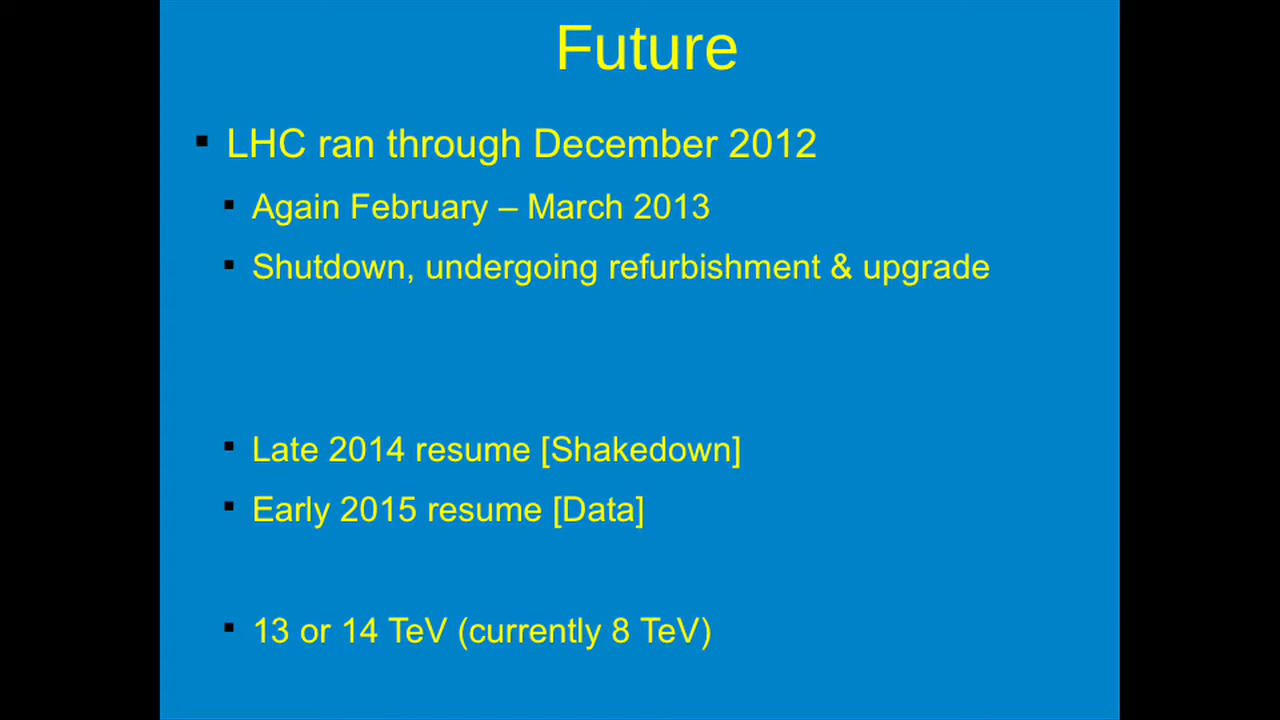 Future
▪ LHC ran through December 2012
▪ Again February – March 2013
▪ Shutdown, undergoing refurbishment & upgrade
▪ Late 2014 resume [Shakedown]
▪ Early 2015 resume [Data]
▪ 13 or 14 TeV (currently 8 TeV)